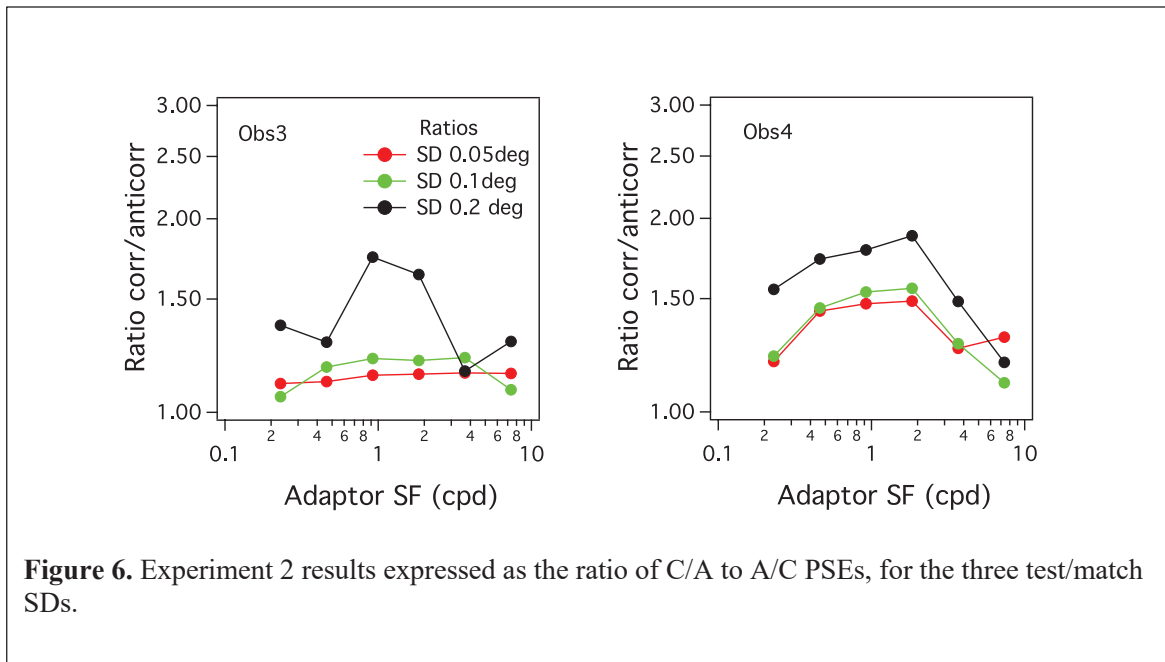 3.00
2.50
2.00
1.50
1.00
Ratio corr/anticorr
Obs3
Ratios
SD 0.05deg
SD 0.1deg
SD 0.2 deg
2 4 6 8 2 4 6 8
0.1 1 10
Adaptor SF (cpd)
3.00
2.50
2.00
1.50
1.00
Ratio corr/anticorr
Obs4
2 4 6 8 2 4 6 8
0.1 1 10
Adaptor SF (cpd)
Figure 6. Experiment 2 results expressed as the ratio of C/A to A/C PSEs, for the three test/match
SDs.